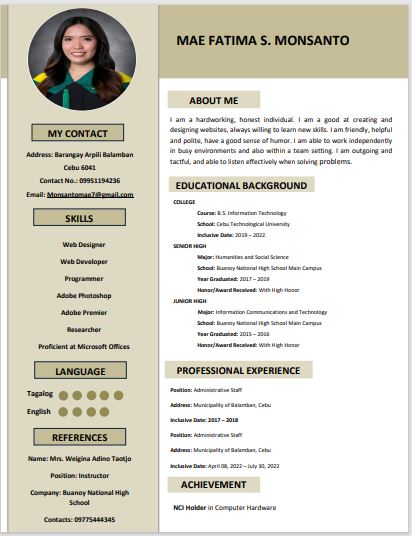 MAE FATIMA S. MONSANTO
MY CONTACT
Address: Barangay Arpili Balamban
Cebu 6041
Contact No.: 09951194236
Email: Monsantomae7@gmail.com
SKILLS
Web Designer
Web Developer
Programmer
Adobe Photoshop
Adobe Premier
Researcher
Proficient at Microsoft Offices
LANGUAGE
Tagalog
English
REFERENCES
Name: Mrs. Weigina Adino Taotjo
Position: Instructor
Company: Buanoy National High
School
Contacts: 09775444345
ABOUT ME
I am a hardworking, honest individual. I am a good at creating and
designing websites, always willing to learn new skills. I am friendly, helpful
and polite, have a good sense of humor. I am able to work independently
in busy environments and also within a team setting. I am outgoing and
tactful, and able to listen effectively when solving problems.
EDUCATIONAL BACKGROUND
COLLEGE
Course: B.S. Information Technology
School: Cebu Technological University
Inclusive Date: 2019 – 2022
SENIOR HIGH
Major: Humanities and Social Science
School: Buanoy National High School Main Campus
Year Graduated: 2017 – 2019
Honor/Award Received: With High Honor
JUNIOR HIGH
Major: Information Communications and Technology
School: Buanoy National High School Main Campus
Year Graduated: 2015 – 2016
Honor/Award Received: With High Honor
PROFESSIONAL EXPERIENCE
Position: Administrative Staff
Address: Municipality of Balamban, Cebu
Inclusive Date: 2017 – 2018
Position: Administrative Staff
Address: Municipality of Balamban, Cebu
Inclusive Date: April 08, 2022 – July 30, 2022
ACHIEVEMENT
NCI Holder in Computer Hardware